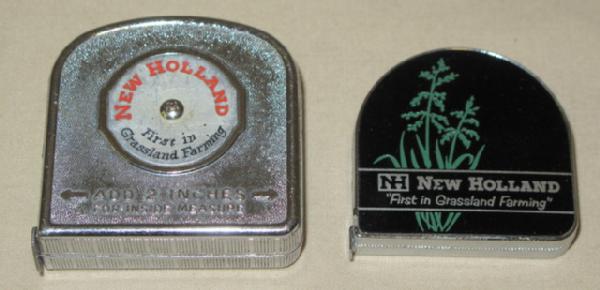 NEW HOLLAND
First in
Grassland Farming
ADD 2 INCHES
FOR INSIDE MEASURE
NH NEW HOLLAND
"First in Grassland Farming"